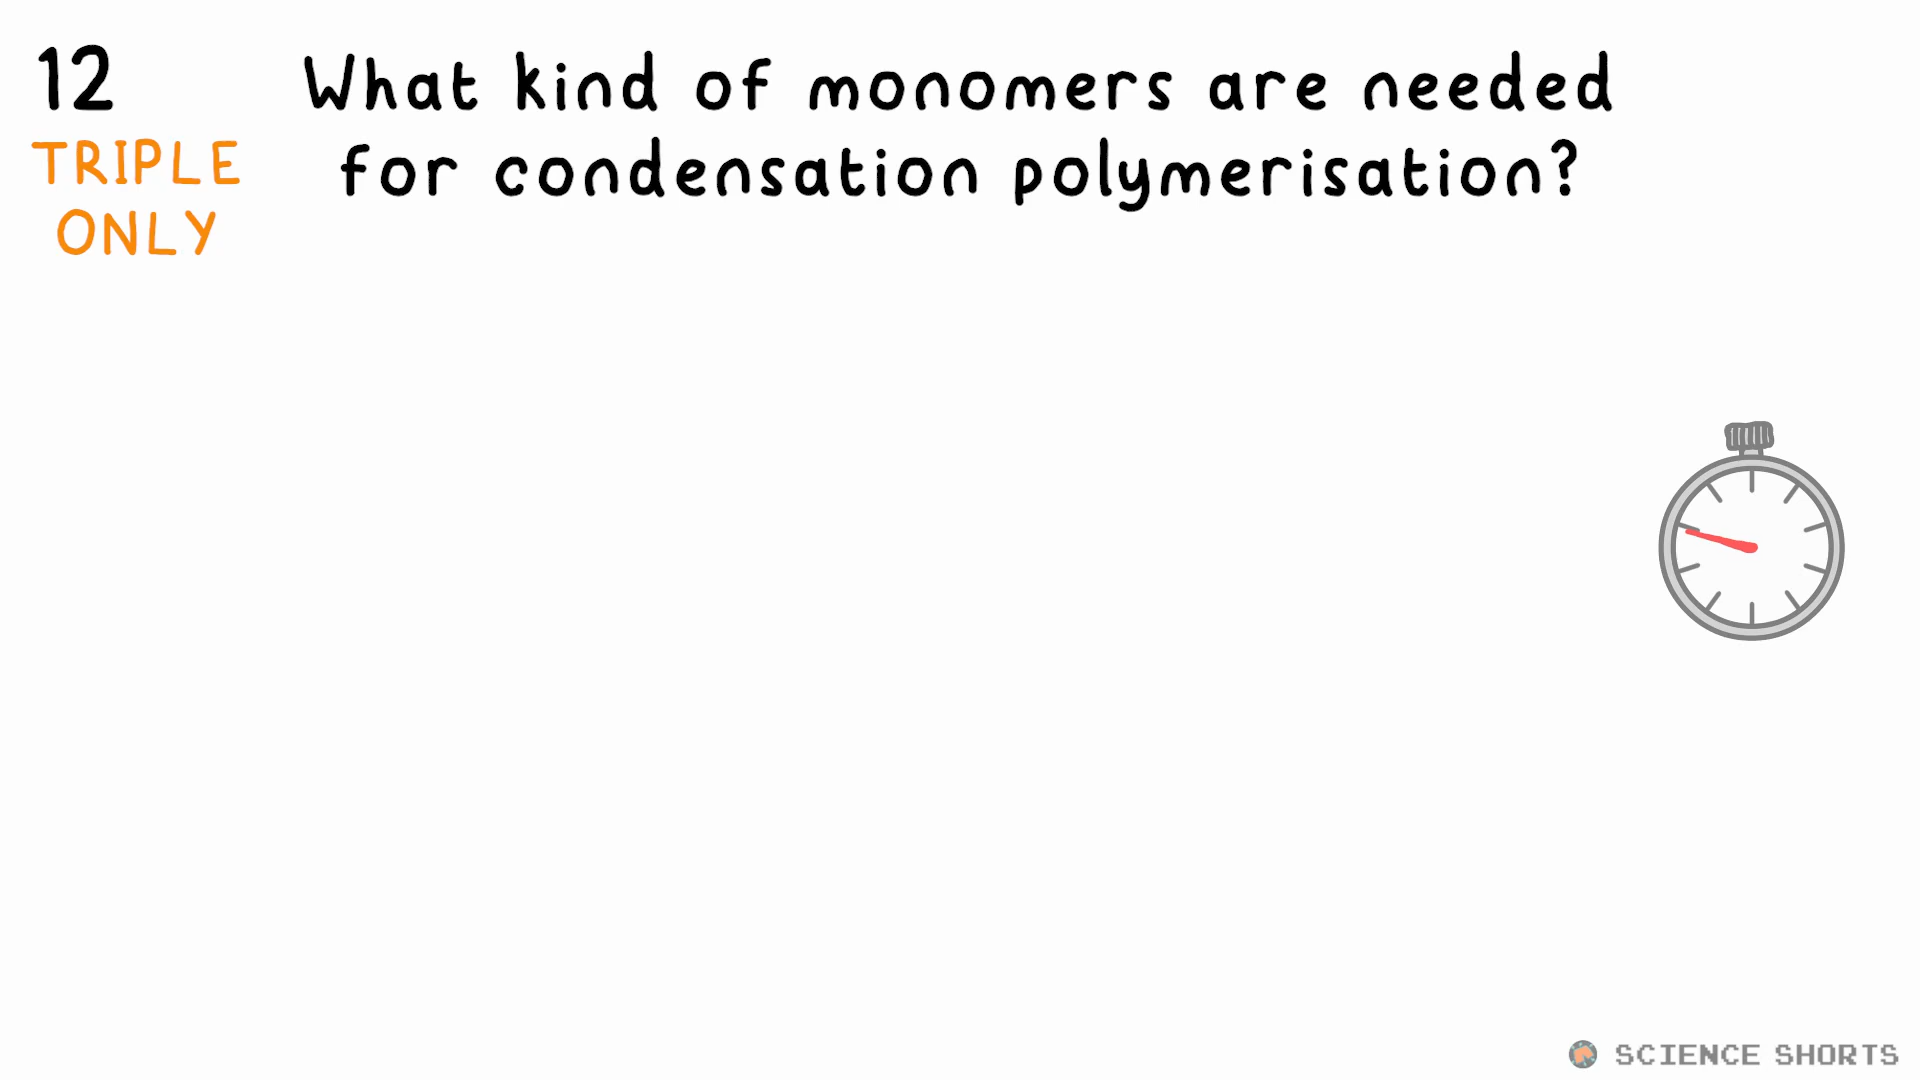 12
What kind of monomers are needed
for condensation polymerisation?
TRIPLE
ONLY
SCIENCE SHORTS